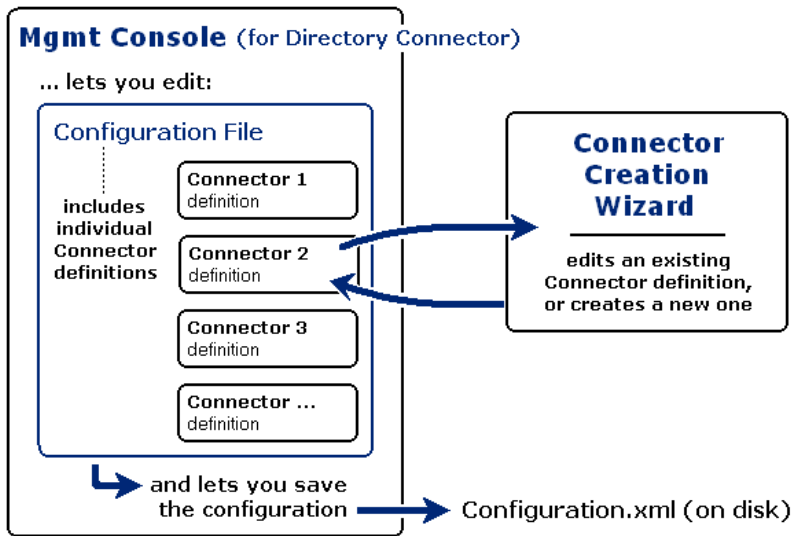 Mgmt Console (for Directory Connector)
... lets you edit:
Configuration File
includes
individual
Connector
definitions
Connector 1
definition
Connector 2
definition
Connector 3
definition
Connector ...
definition
Connector
Creation
Wizard
edits an existing
Connector definition,
or creates a new one
and lets you save
the configuration
Configuration.xml (on disk)